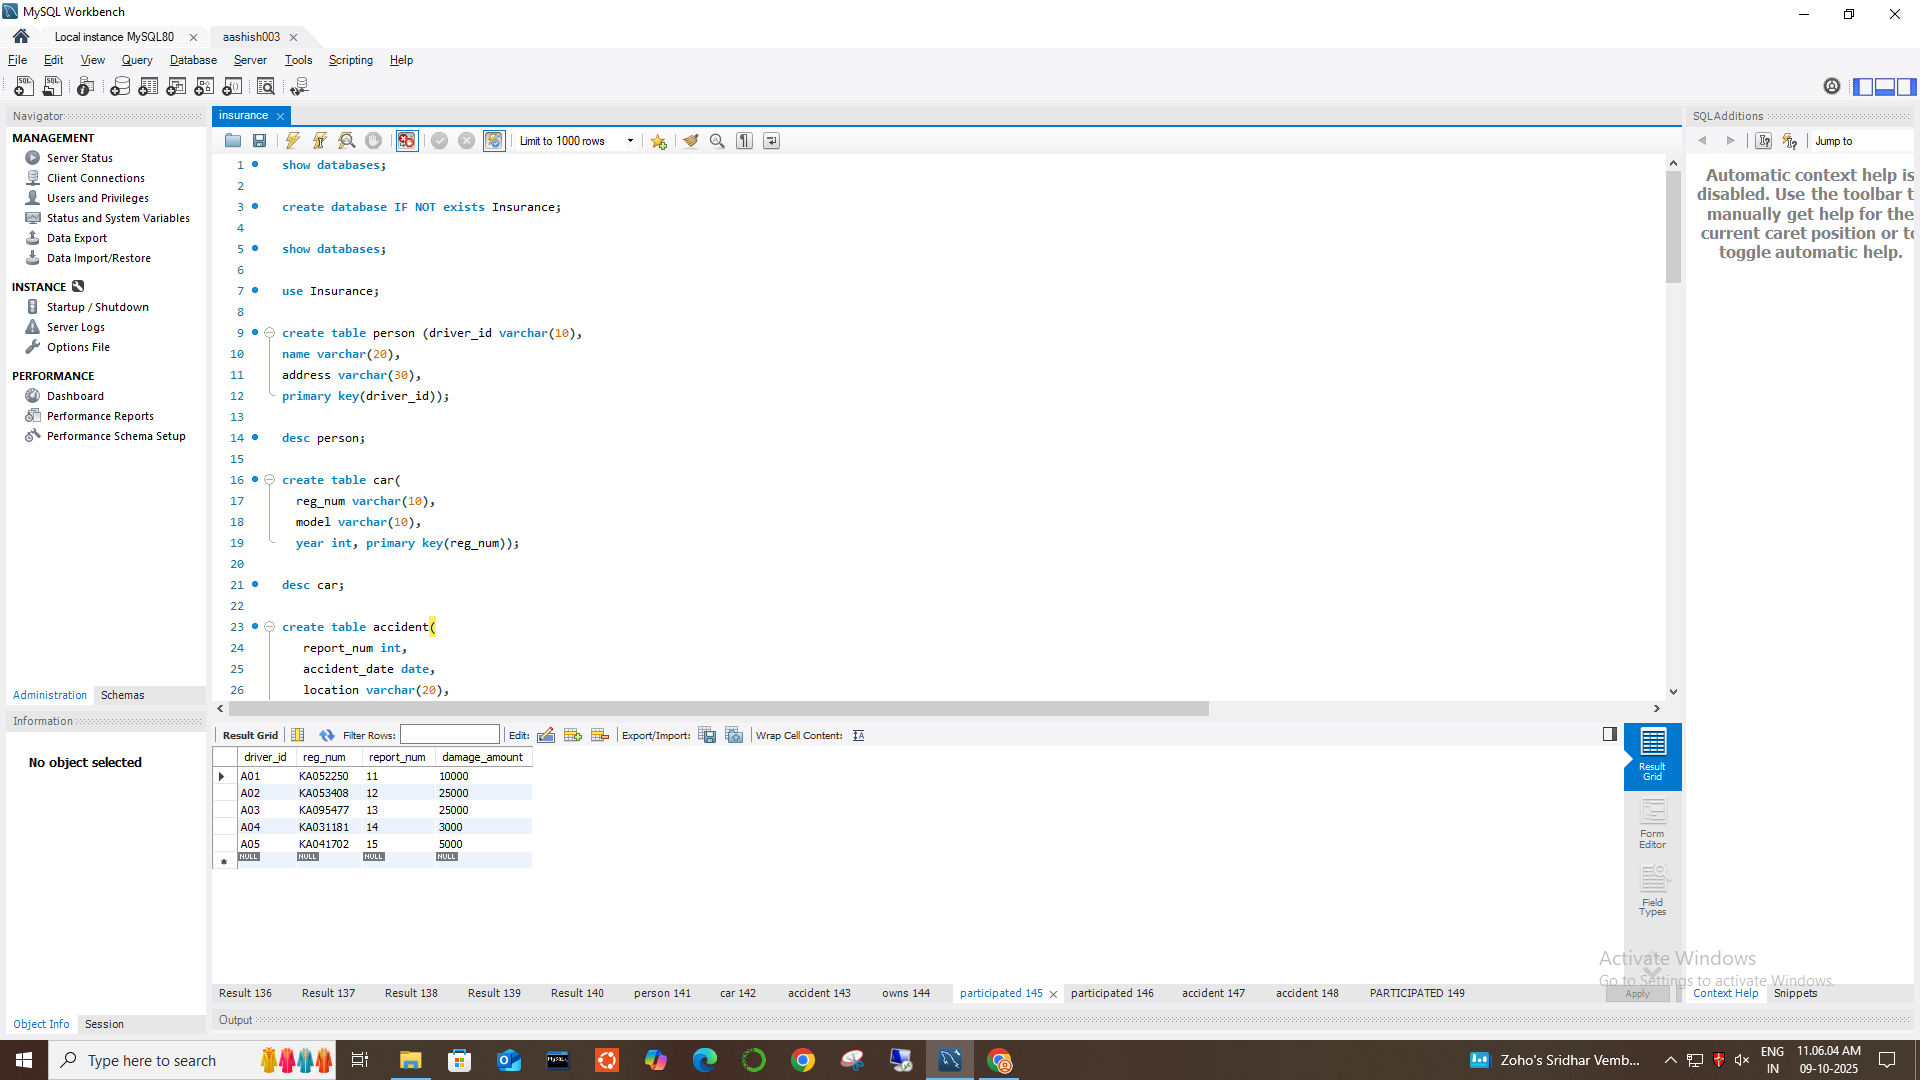 MySQL Workbench
Local instance MySQL80
aashish003
File Edit View Query Database Server Tools Scripting Help
Navigator
MANAGEMENT
Server Status
Client Connections
Users and Privileges
Status and System Variables
Data Export
Data Import/Restore
INSTANCE
Startup / Shutdown
Server Logs
Options File
PERFORMANCE
Dashboard
Performance Reports
Performance Schema Setup
Administration Schemas
Information
No object selected
Object Info Session
insurance
Limit to 1000 rows
1 show databases;
2
3 create database IF NOT exists Insurance;
4
5 show databases;
6
7 use Insurance;
8
9 create table person (driver_id varchar(10),
10 name varchar(20),
11 address varchar(30),
12 primary key(driver_id));
13
14 desc person;
15
16 create table car(
17 reg_num varchar(10),
18 model varchar(10),
19 year int, primary key(reg_num));
20
21 desc car;
22
23 create table accident(
24 report_num int,
25 accident_date date,
26 location varchar(20),
Result Grid Filter Rows: Edit: Export/Import: Wrap Cell Content:
driver_id reg_num report_num damage_amount
A01 KA052250 11 10000
A02 KA053408 12 25000
A03 KA095477 13 25000
A04 KA031181 14 3000
A05 KA041702 15 5000
NULL NULL NULL NULL
Result Grid
Form Editor
Field Types
Result 136 Result 137 Result 138 Result 139 Result 140 person 141 car 142 accident 143 owns 144 participated 145 participated 146 accident 147 accident 148 PARTICIPATED 149
Apply
Output
SQLAdditions
Jump to
Automatic context help is
disabled. Use the toolbar t
manually get help for the
current caret position or to
toggle automatic help.
Context Help Snippets
Activate Windows
Go to Settings to activate Windows.
Type here to search
Zoho's Sridhar Vemb...
ENG
IN
11.06.04 AM
09-10-2025